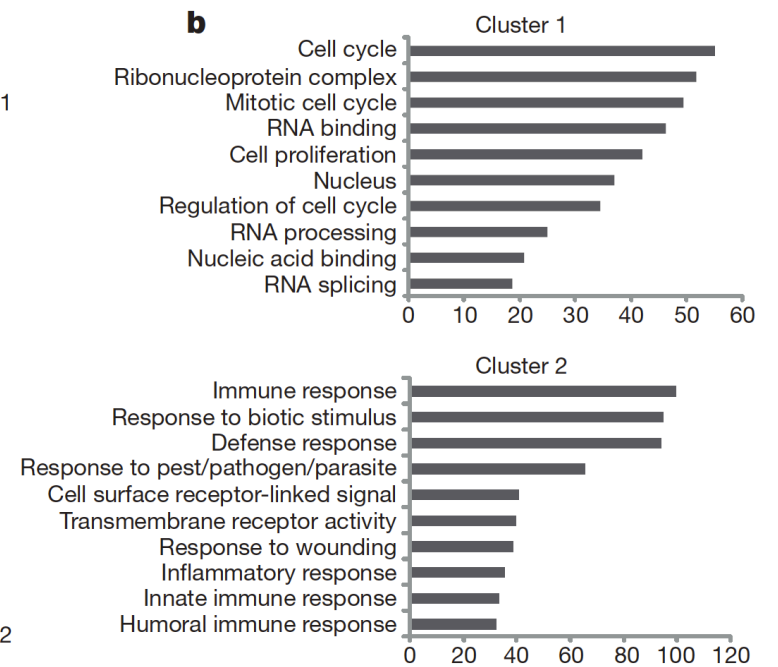 b
Cluster 1
Cell cycle
Ribonucleoprotein complex
1
Mitotic cell cycle
RNA binding
Cell proliferation
Nucleus
Regulation of cell cycle
RNA processing
Nucleic acid binding
RNA splicing
0 10 20 30 40 50 60
Cluster 2
Immune response
Response to biotic stimulus
Defense response
Response to pest/pathogen/parasite
Cell surface receptor-linked signal
Transmembrane receptor activity
Response to wounding
Inflammatory response
Innate immune response
Humoral immune response
2
0 20 40 60 80 100 120